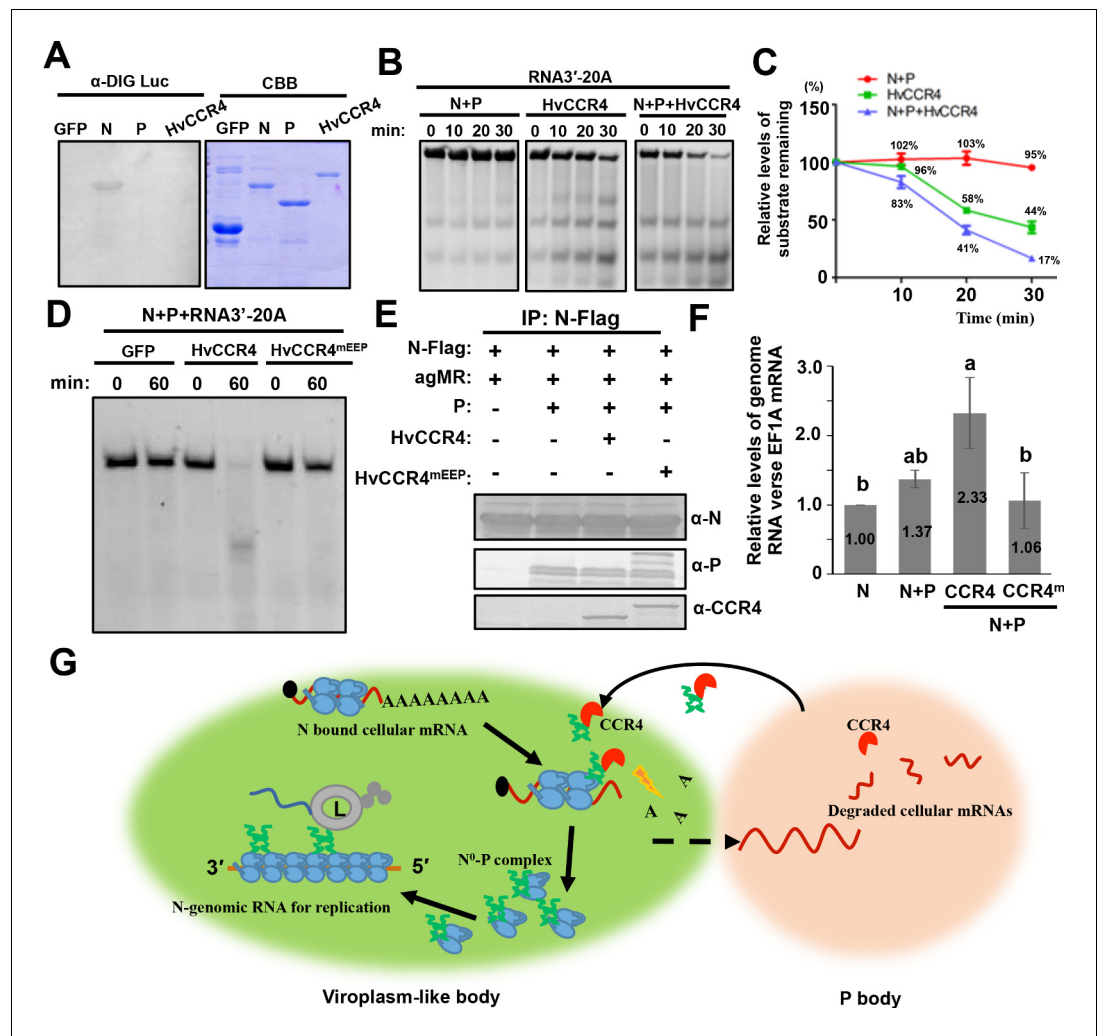 A
α-DIG Luc
CBB
GFP N P HvCCR4
GFP N P HvCCR4
B
RNA3′-20A
N+P HvCCR4 N+P+HvCCR4
min: 0 10 20 30 0 10 20 30 0 10 20 30
C
N+P
HvCCR4
N+P+HvCCR4
(%)
Relative levels of
substrate remaining
150
100
50
0
102% 103% 95%
96% 58% 44%
83% 41% 17%
10 20 30
Time (min)
D
N+P+RNA3’-20A
GFP HvCCR4 HvCCR4mEEP
min: 0 60 0 60 0 60
E
IP: N-Flag
N-Flag: + + + +
agMR: + + + +
P: - + + +
HvCCR4: - - + -
HvCCR4mEEP: - - - +
α-N
α-P
α-CCR4
F
Relative levels of genome
RNA verse EF1A mRNA
3.0
2.0
1.0
0
b ab a b
1.00 1.37 2.33 1.06
N N+P CCR4 CCR4m
N+P
G
AAAAAAAA
N bound cellular mRNA
CCR4
A
A
A
CCR4
Degraded cellular mRNAs
L
3′ 5′
N0-P complex
N-genomic RNA for replication
Viroplasm-like body
P body